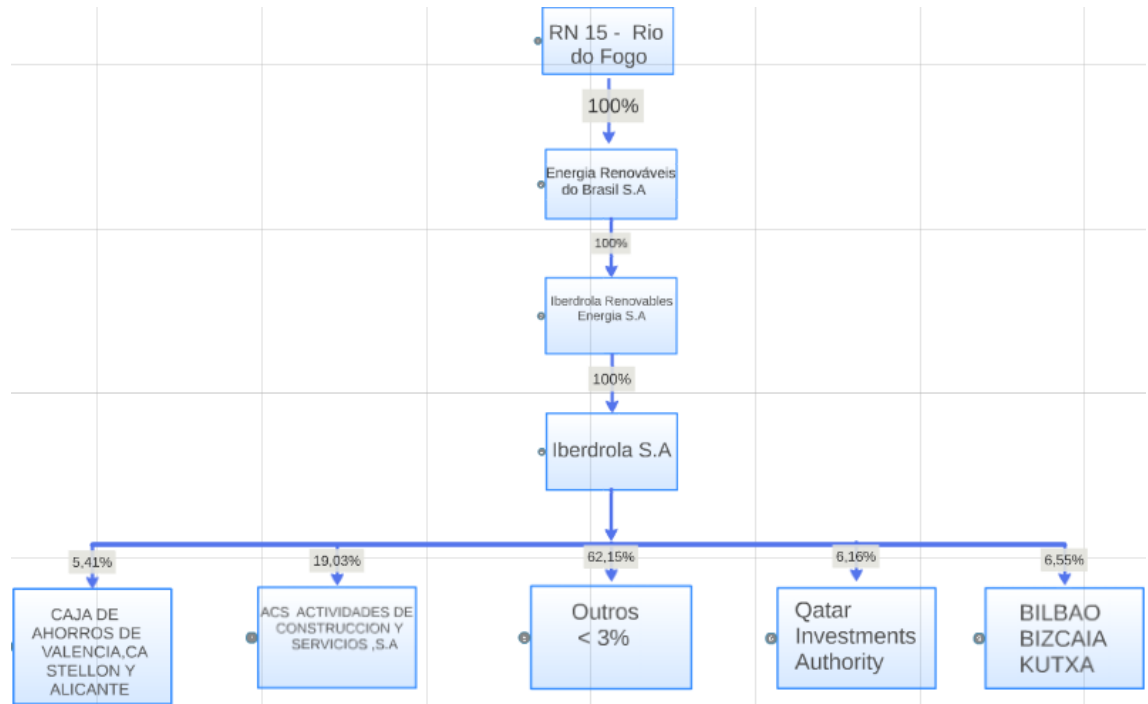 RN 15 - Rio
do Fogo
100%
Energia Renováveis
do Brasil S.A
100%
Iberdrola Renovables
Energia S.A
100%
Iberdrola S.A
5,41%
19,03%
62,15%
6,16%
6,55%
CAJA DE
AHORROS DE
VALENCIA,CA
STELLON Y
ALICANTE
ACS ACTIVIDADES DE
CONSTRUCCION Y
SERVICIOS ,S.A
Outros
< 3%
Qatar
Investments
Authority
BILBAO
BIZCAIA
KUTXA